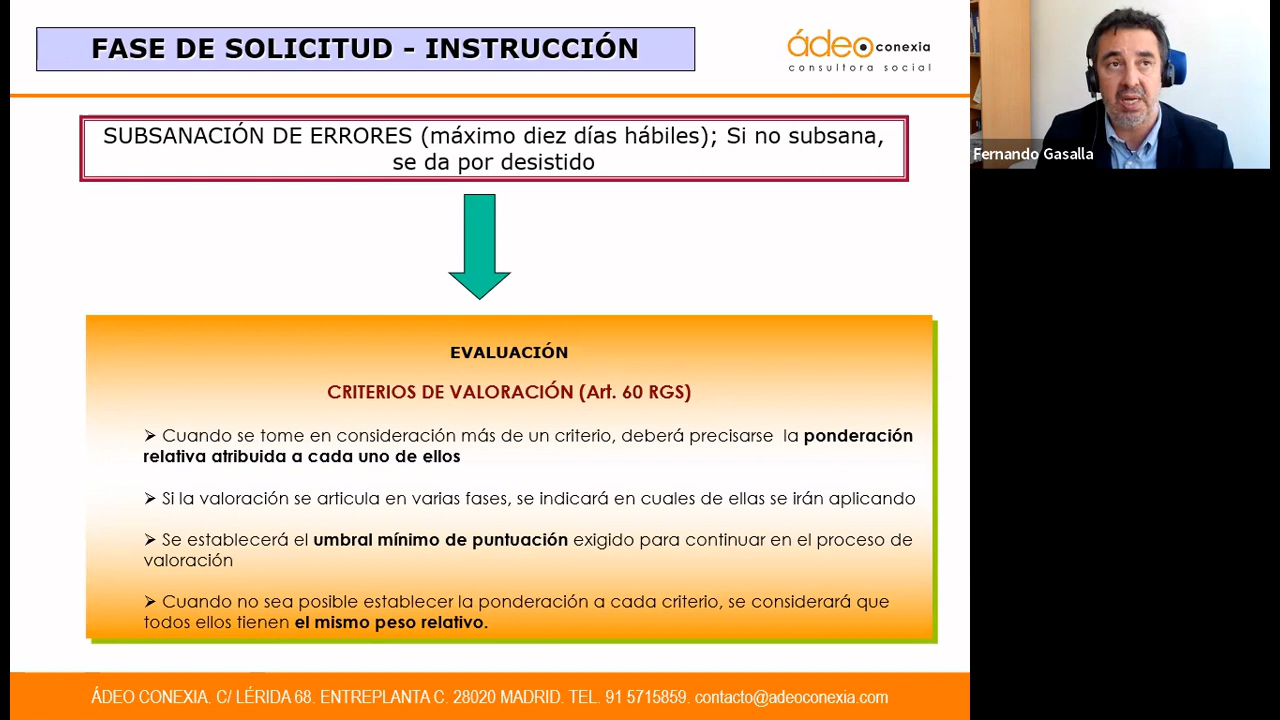 FASE DE SOLICITUD - INSTRUCCIÓN
ádeo conexia
consultora social
SUBSANACIÓN DE ERRORES (máximo diez días hábiles); Si no subsana,
se da por desistido
EVALUACIÓN
CRITERIOS DE VALORACIÓN (Art. 60 RGS)
➢ Cuando se tome en consideración más de un criterio, deberá precisarse la ponderación
relativa atribuida a cada uno de ellos
➢ Si la valoración se articula en varias fases, se indicará en cuales de ellas se irán aplicando
➢ Se establecerá el umbral mínimo de puntuación exigido para continuar en el proceso de
valoración
➢ Cuando no sea posible establecer la ponderación a cada criterio, se considerará que
todos ellos tienen el mismo peso relativo.
ÁDEO CONEXIA. C/ LÉRIDA 68. ENTREPLANTA C. 28020 MADRID. TEL. 91 5715859. contacto@adeoconexia.com
Fernando Gasalla